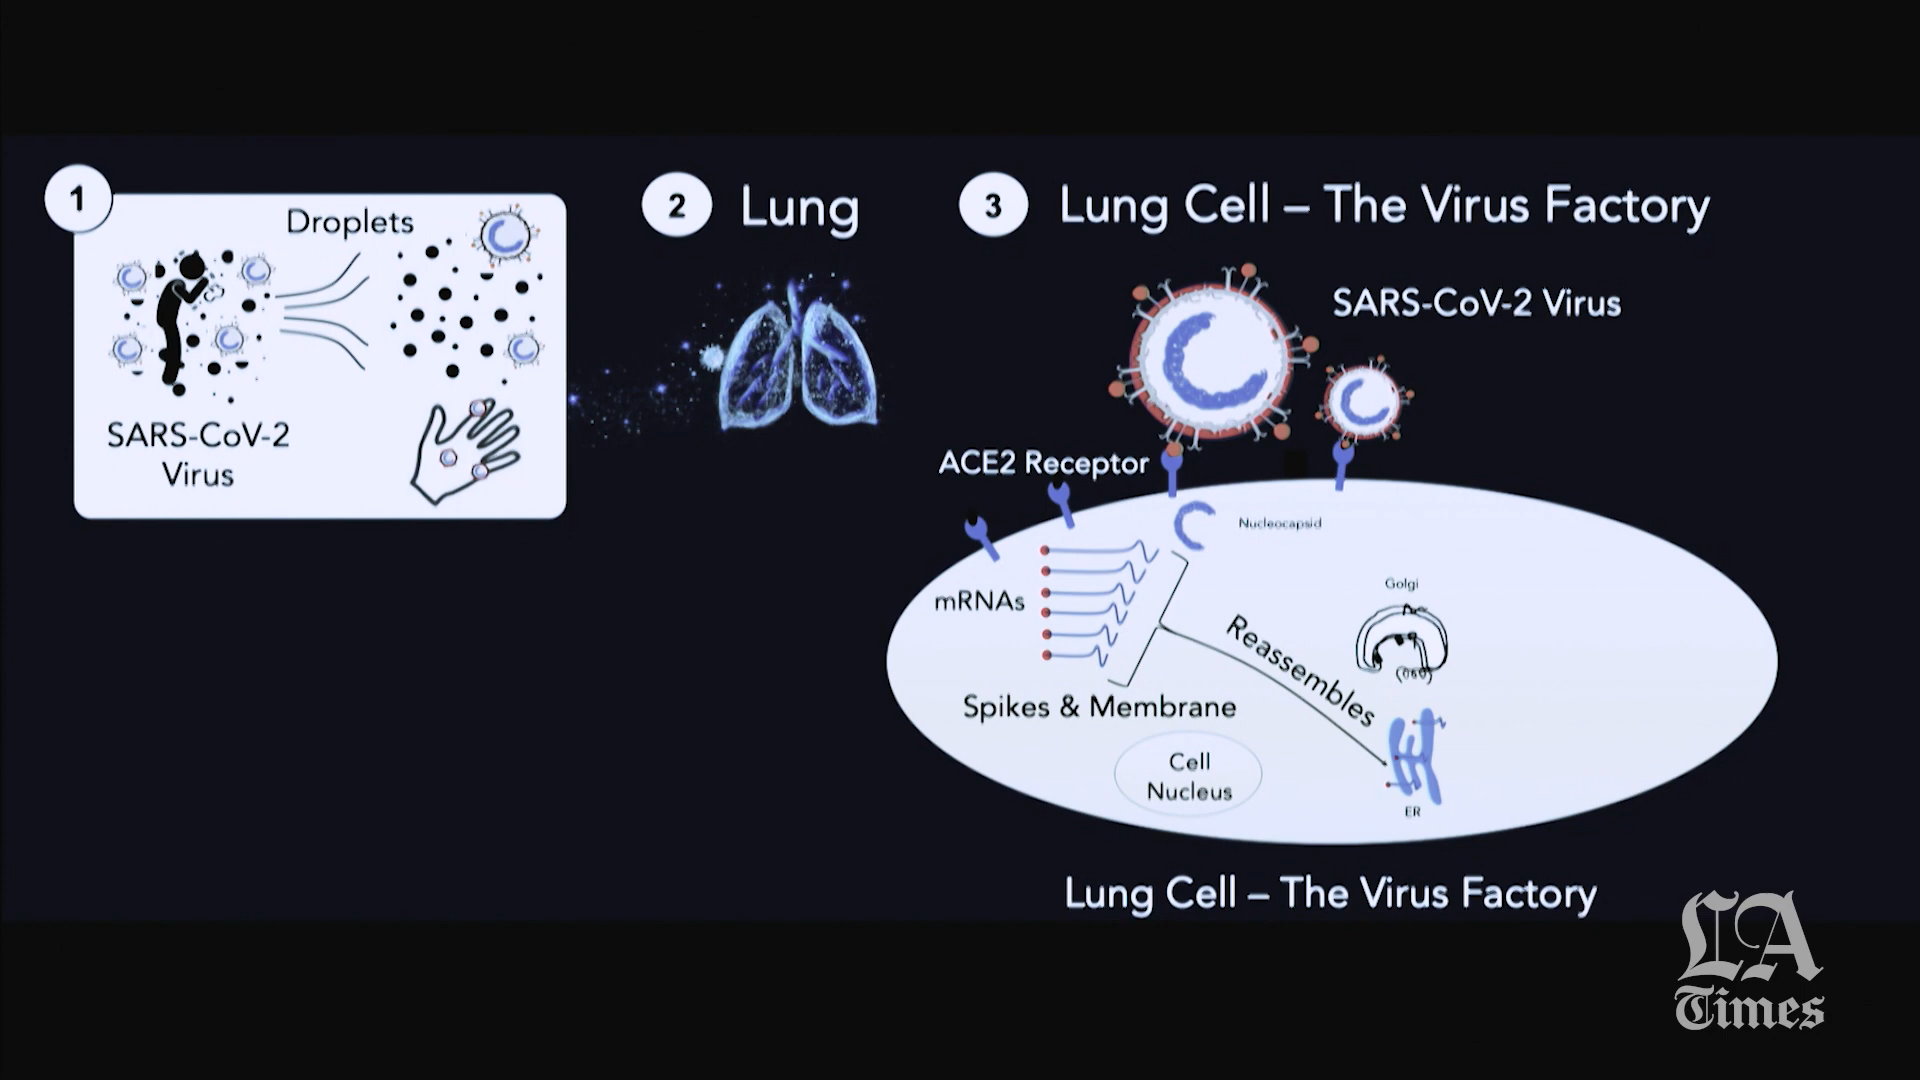 1
Droplets
SARS-CoV-2
Virus
2
Lung
3
Lung Cell – The Virus Factory
SARS-CoV-2 Virus
ACE2 Receptor
Nucleocapsid
mRNAs
Golgi
Reassembles
Spikes & Membrane
Cell
Nucleus
ER
Lung Cell – The Virus Factory
LA
Times